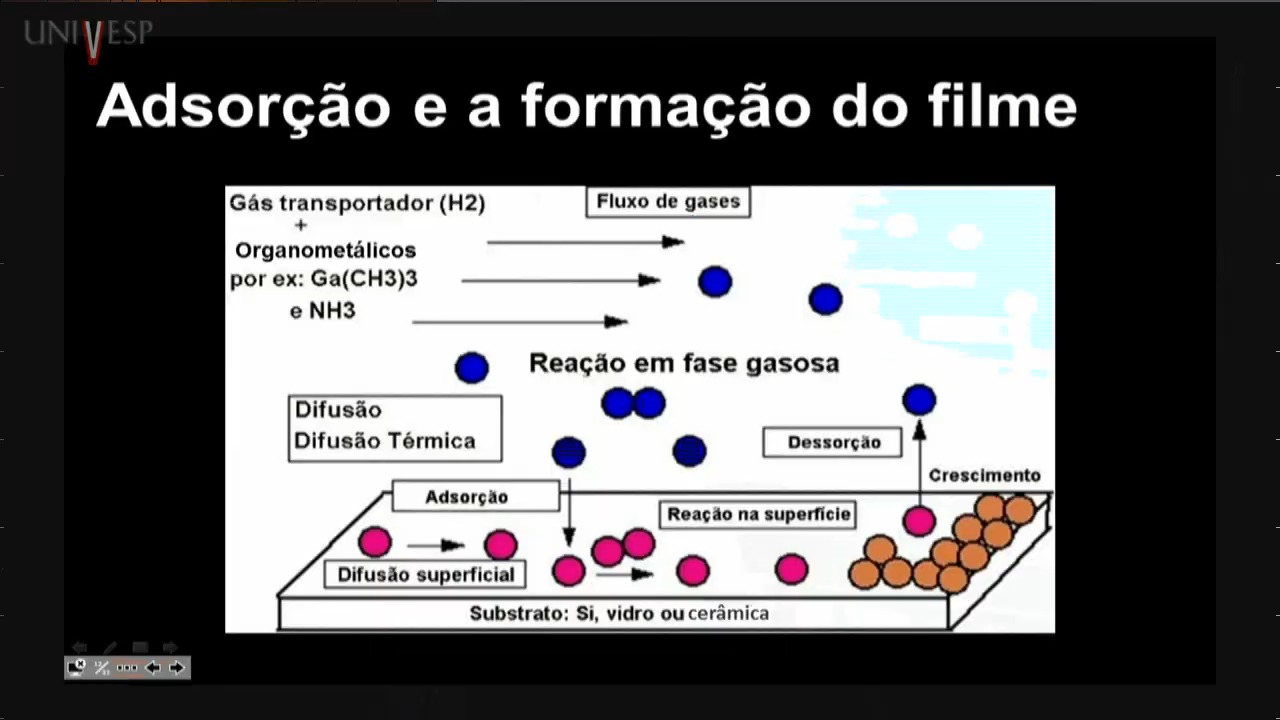 UNIVESP
Adsorção e a formação do filme
Gás transportador (H2)
+
Organometálicos
por ex: Ga(CH3)3
e NH3
Fluxo de gases
Reação em fase gasosa
Difusão
Difusão Térmica
Dessorção
Crescimento
Adsorção
Reação na superfície
Difusão superficial
Substrato: Si, vidro ou cerâmica